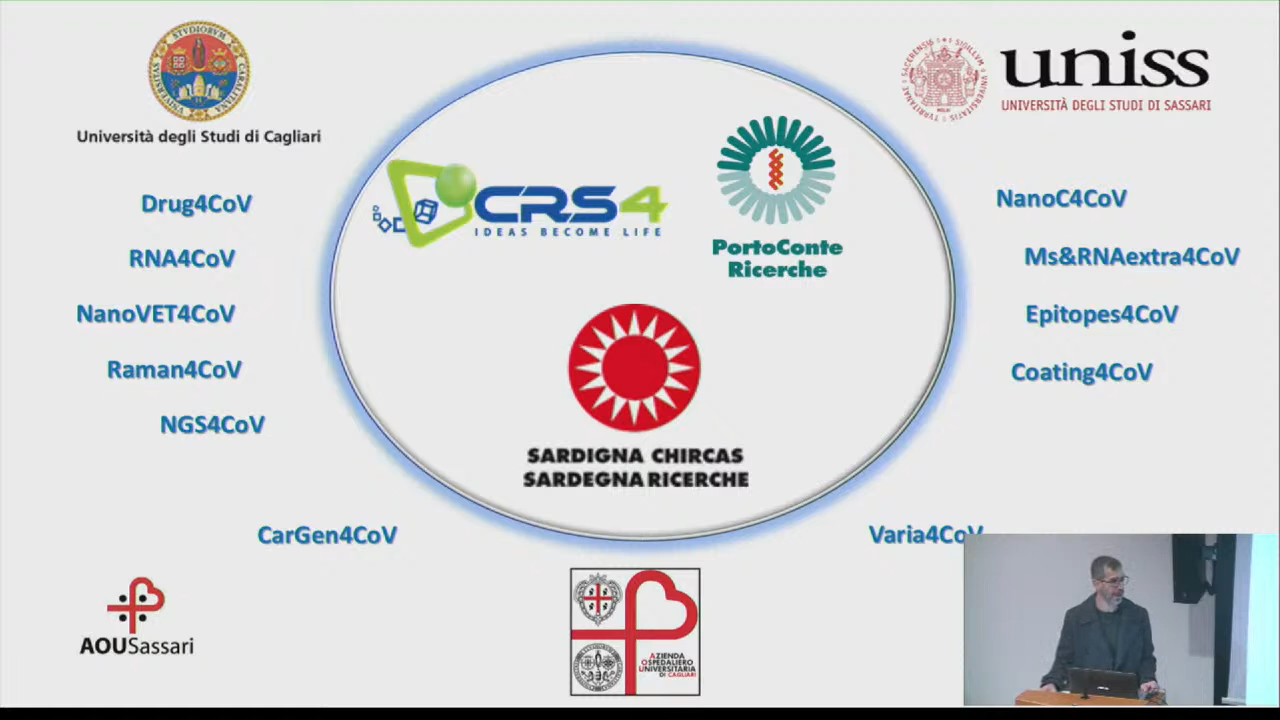 Università degli Studi di Cagliari
uniss
UNIVERSITÀ DEGLI STUDI DI SASSARI
CRS4
IDEAS BECOME LIFE
PortoConte
Ricerche
Drug4CoV
RNA4CoV
NanoVET4CoV
Raman4CoV
NGS4CoV
NanoC4CoV
Ms&RNAextra4CoV
Epitopes4CoV
Coating4CoV
SARDIGNA CHIRCAS
SARDEGNA RICERCHE
CarGen4CoV
Varia4CoV
AOUSassari
AZIENDA
OSPEDALIERO
UNIVERSITARIA
DI CAGLIARI